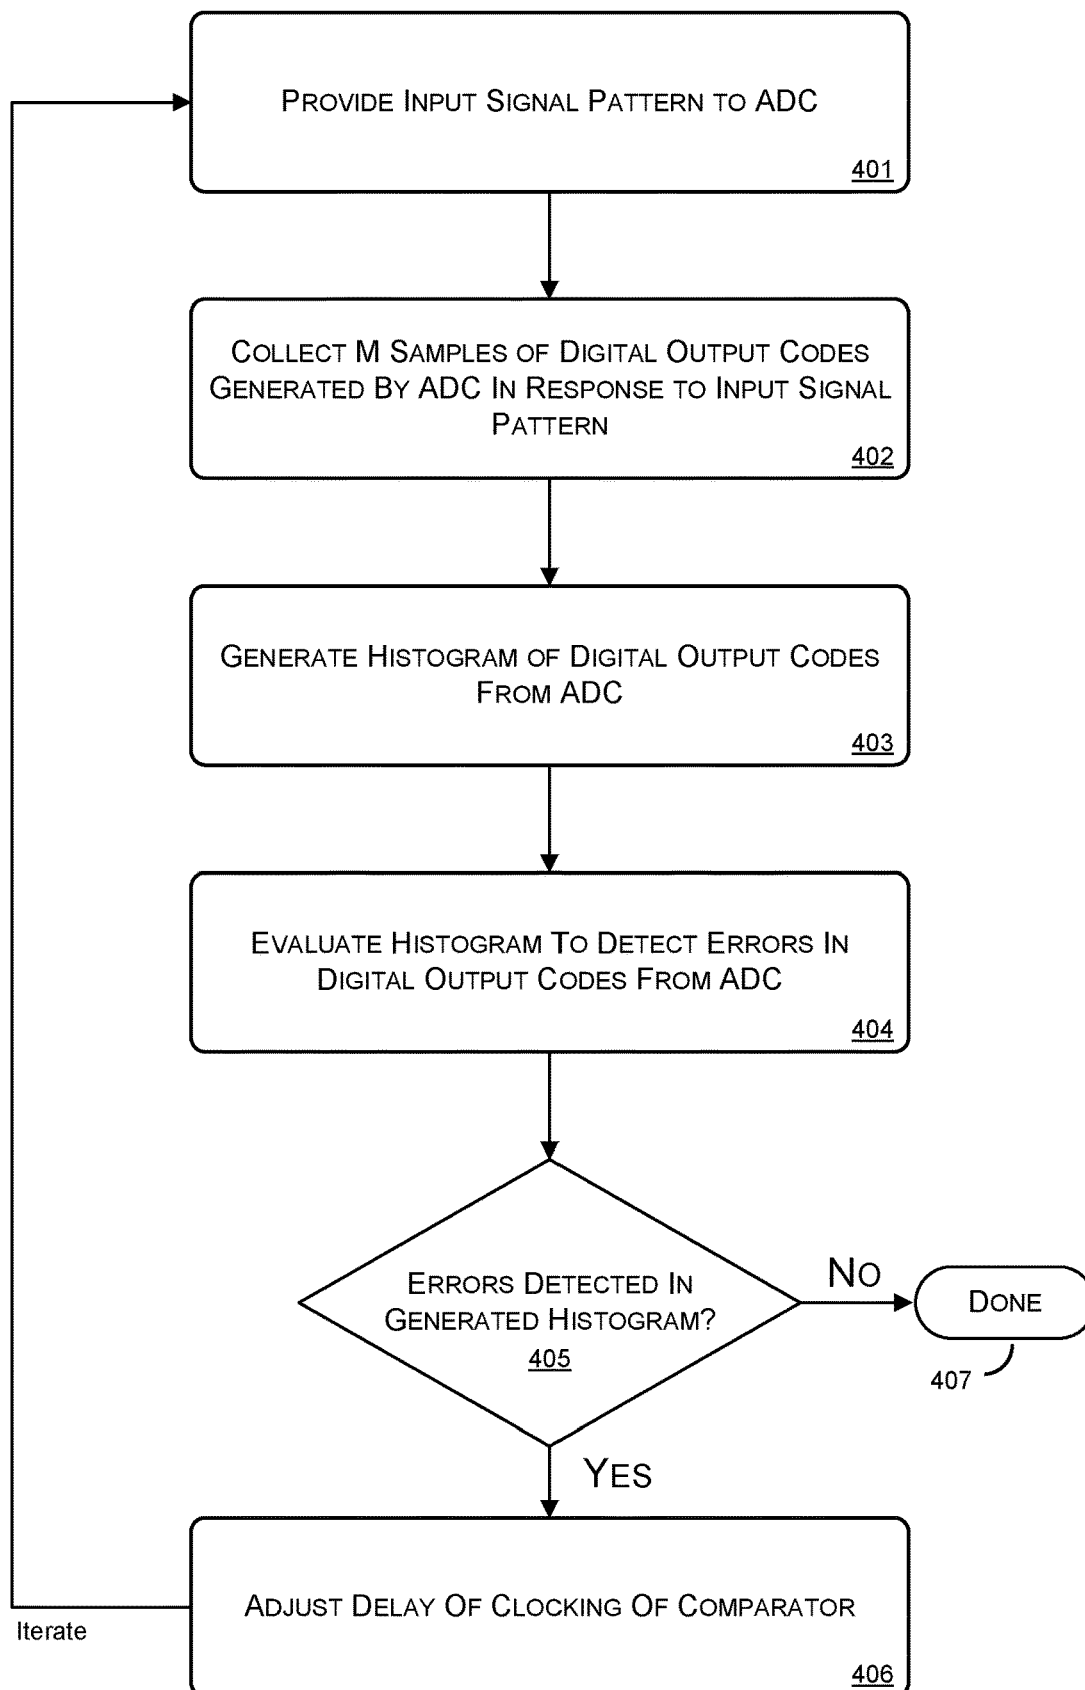 PROVIDE INPUT SIGNAL PATTERN TO ADC
401
COLLECT M SAMPLES OF DIGITAL OUTPUT CODES
GENERATED BY ADC IN RESPONSE TO INPUT SIGNAL
PATTERN
402
GENERATE HISTOGRAM OF DIGITAL OUTPUT CODES
FROM ADC
403
EVALUATE HISTOGRAM TO DETECT ERRORS IN
DIGITAL OUTPUT CODES FROM ADC
404
ERRORS DETECTED IN
GENERATED HISTOGRAM?
405
NO
DONE
407
YES
ADJUST DELAY OF CLOCKING OF COMPARATOR
406
Iterate